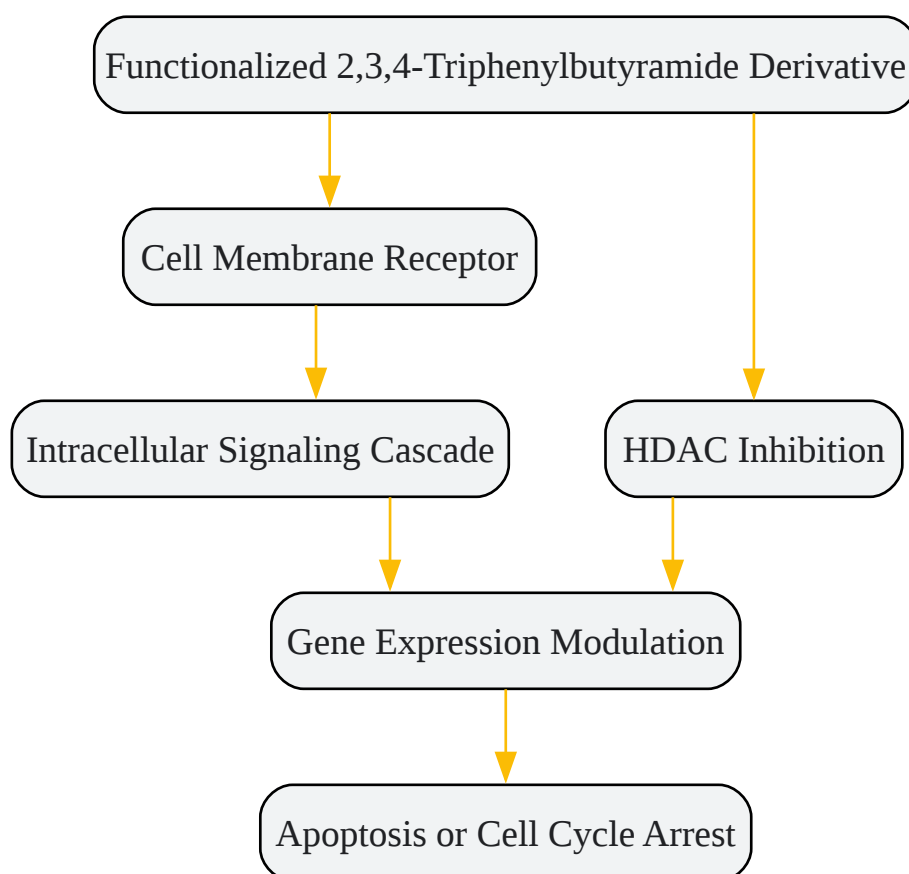 Functionalized 2,3,4-Triphenylbutyramide Derivative
Cell Membrane Receptor
Intracellular Signaling Cascade
HDAC Inhibition
Gene Expression Modulation
Apoptosis or Cell Cycle Arrest